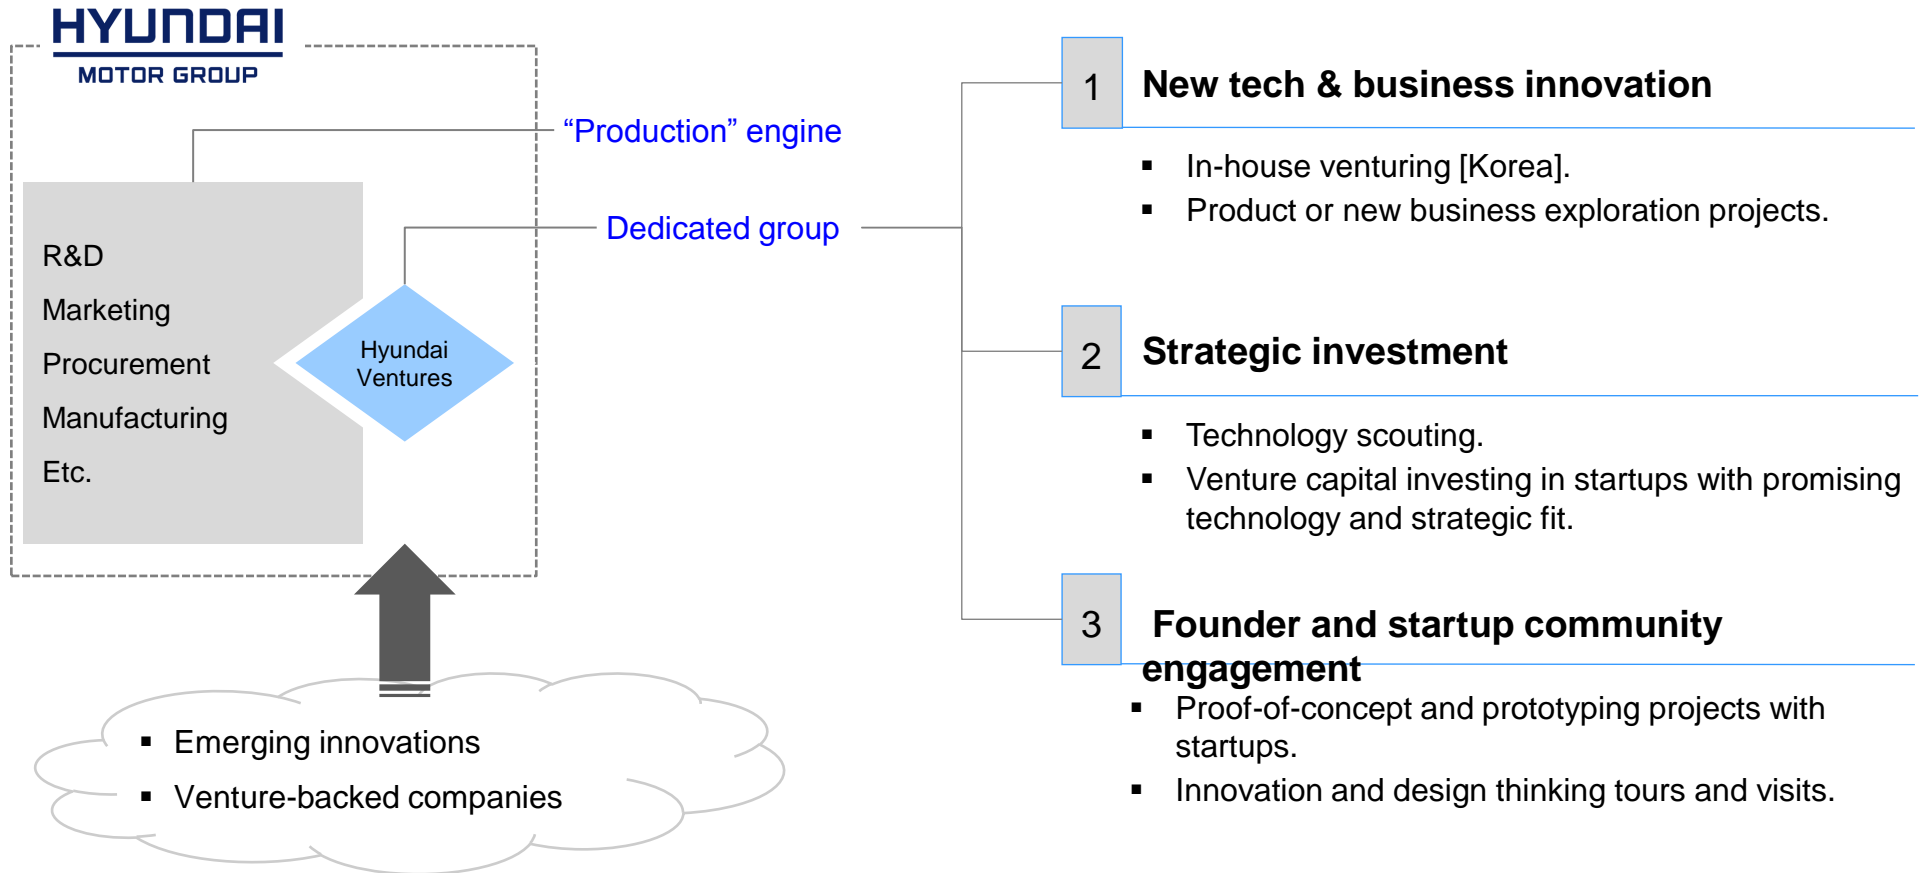 HYUNDAI
MOTOR GROUP
“Production” engine
Dedicated group
R&D
Marketing
Procurement
Manufacturing
Etc.
Hyundai
Ventures
▪ Emerging innovations
▪ Venture-backed companies
1 New tech & business innovation
▪ In-house venturing [Korea].
▪ Product or new business exploration projects.
2 Strategic investment
▪ Technology scouting.
▪ Venture capital investing in startups with promising
technology and strategic fit.
3 Founder and startup community
engagement
▪ Proof-of-concept and prototyping projects with
startups.
▪ Innovation and design thinking tours and visits.